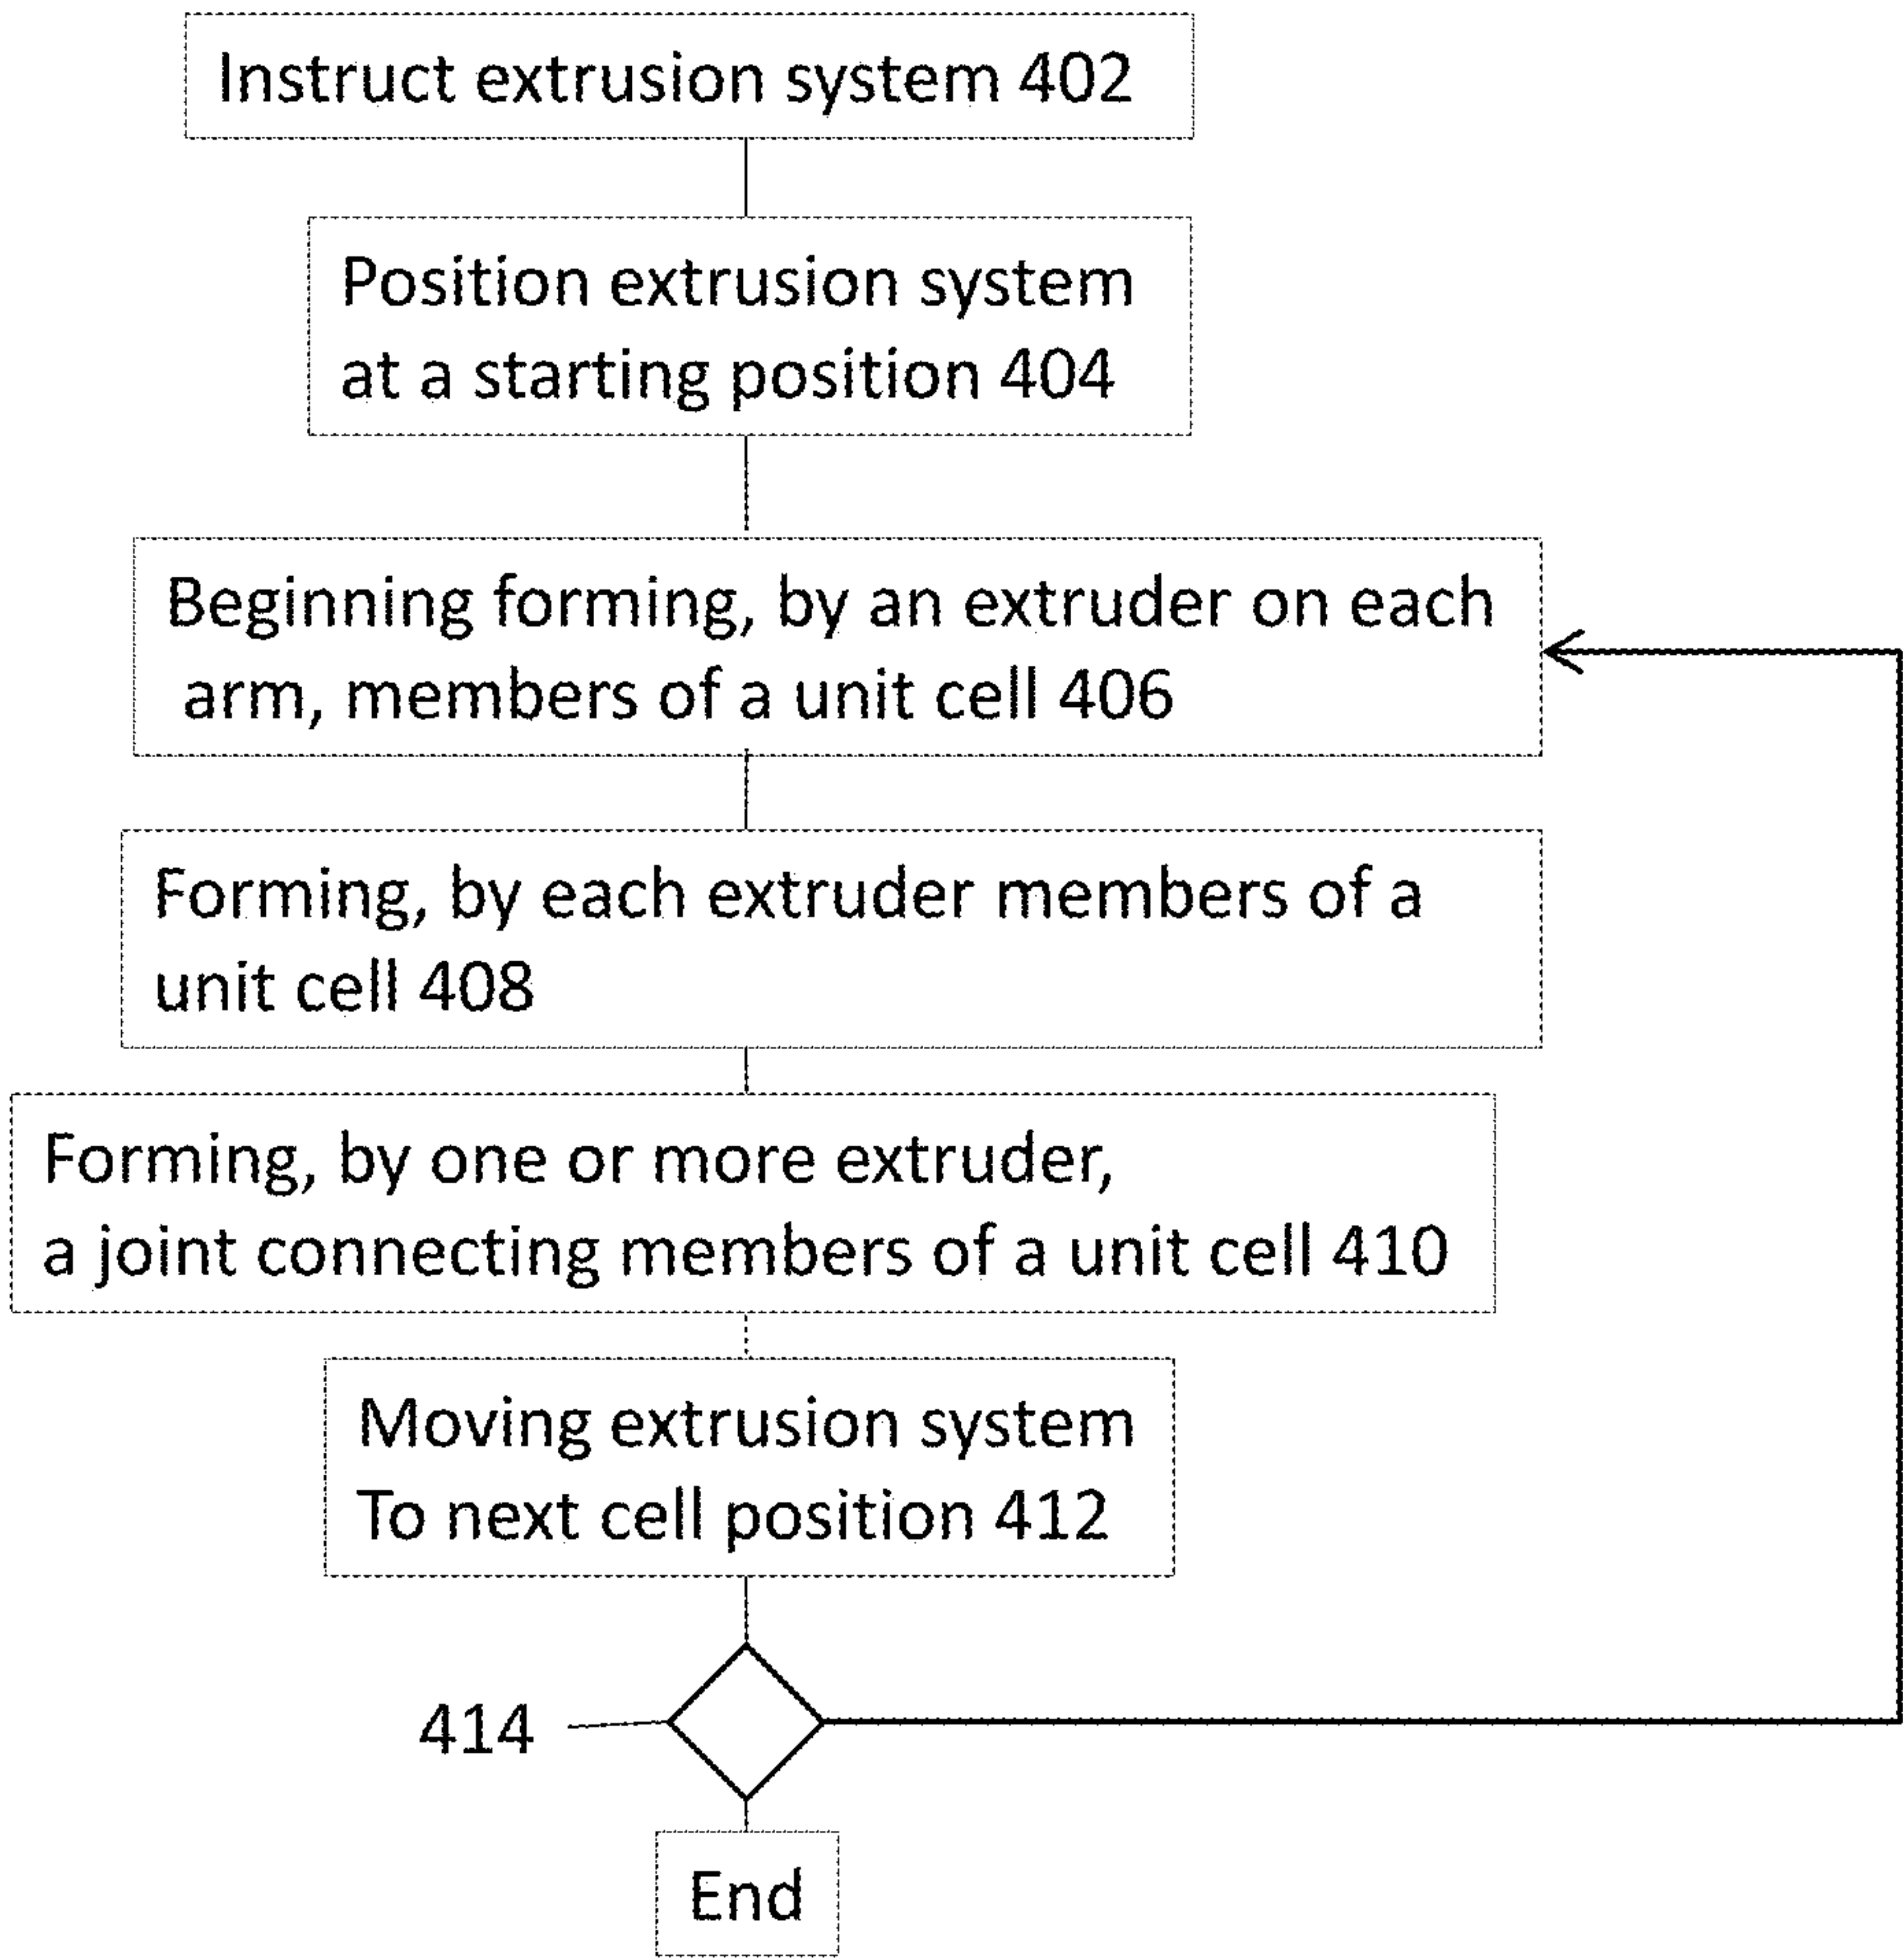 Instruct extrusion system 402
Position extrusion system
at a starting position 404
Beginning forming, by an extruder on each
arm, members of a unit cell 406
Forming, by each extruder members of a
unit cell 408
Forming, by one or more extruder,
a joint connecting members of a unit cell 410
Moving extrusion system
To next cell position 412
414
End